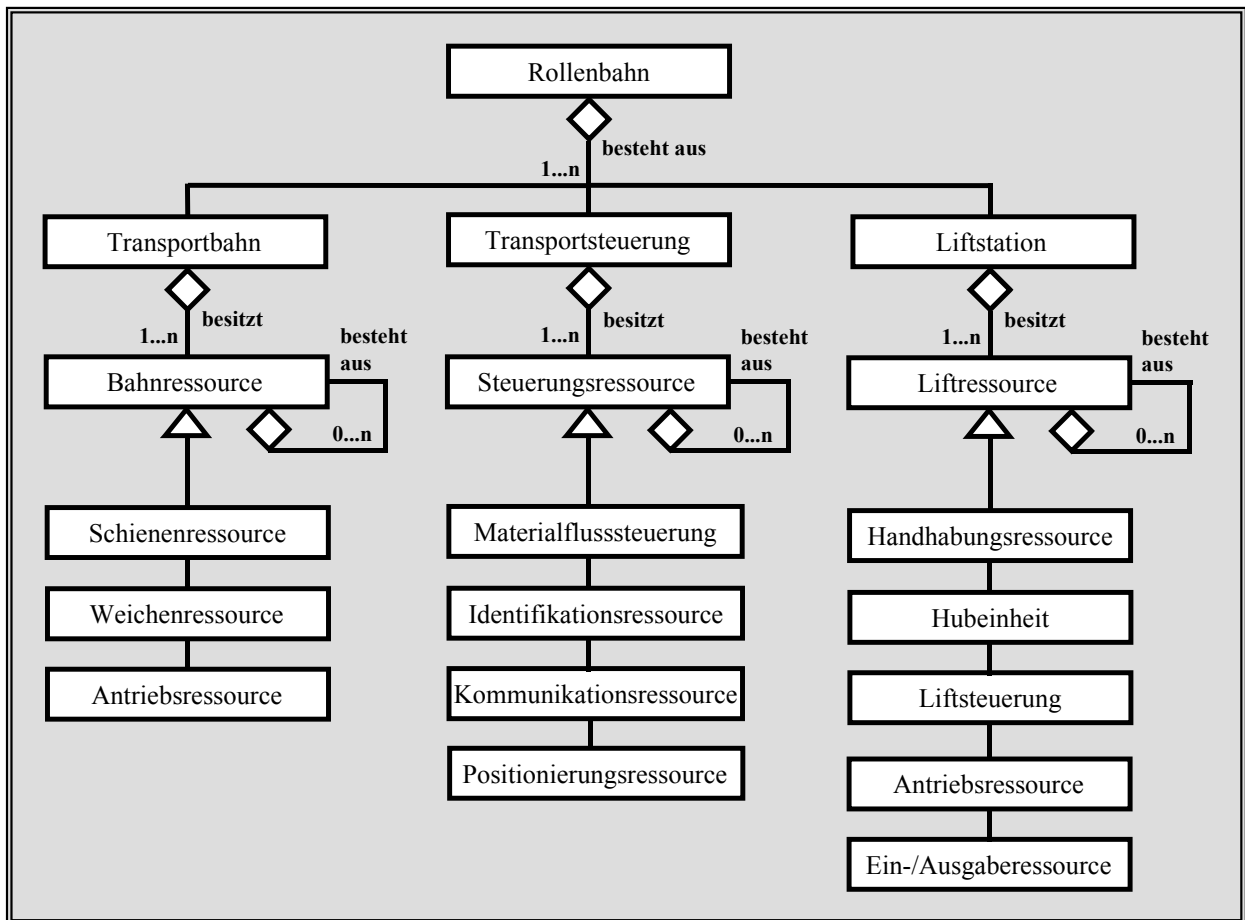 Rollenbahn
besteht aus
1...n
Transportbahn
Transportsteuerung
Liftstation
besitzt
1...n
besitzt
1...n
besitzt
1...n
besteht
aus
besteht
aus
besteht
aus
Bahnressource
Steuerungsressource
Liftressource
0...n
0...n
0...n
Schienenressource
Weichenressource
Antriebsressource
Materialflusssteuerung
Identifikationsressource
Kommunikationsressource
Positionierungsressource
Handhabungsressource
Hubeinheit
Liftsteuerung
Antriebsressource
Ein-/Ausgaberessource